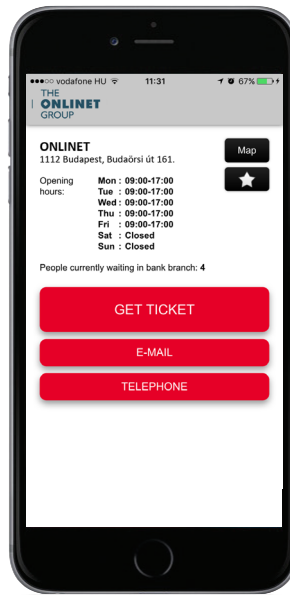 vodafone HU 11:31 67%
THE
ONLINET
GROUP
ONLINET
1112 Budapest, Budaörsi út 161.
Map
Opening hours:
Mon : 09:00-17:00
Tue : 09:00-17:00
Wed : 09:00-17:00
Thu : 09:00-17:00
Fri : 09:00-17:00
Sat : Closed
Sun : Closed
People currently waiting in bank branch: 4
GET TICKET
E-MAIL
TELEPHONE